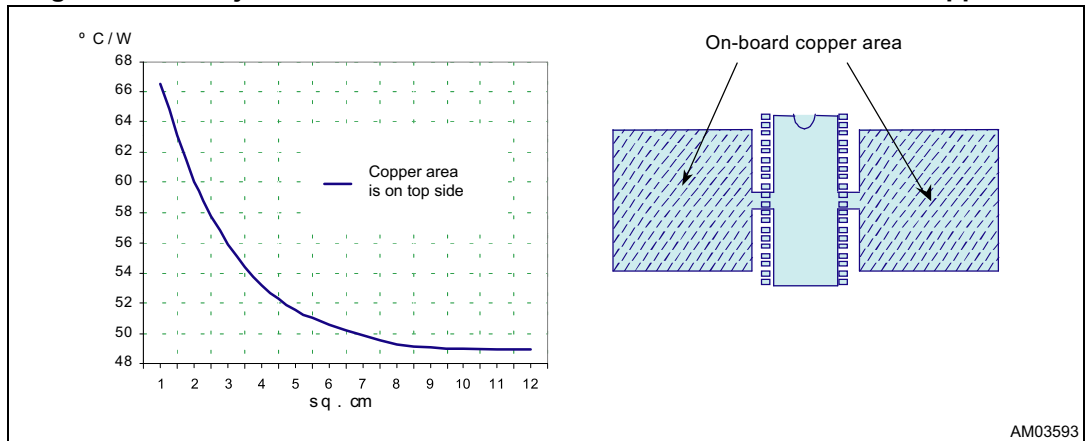 º C / W
68
66
64
62
60
58
56
54
52
50
48
1 2 3 4 5 6 7 8 9 10 11 12
sq . cm
Copper area
is on top side
On-board copper area
AM03593